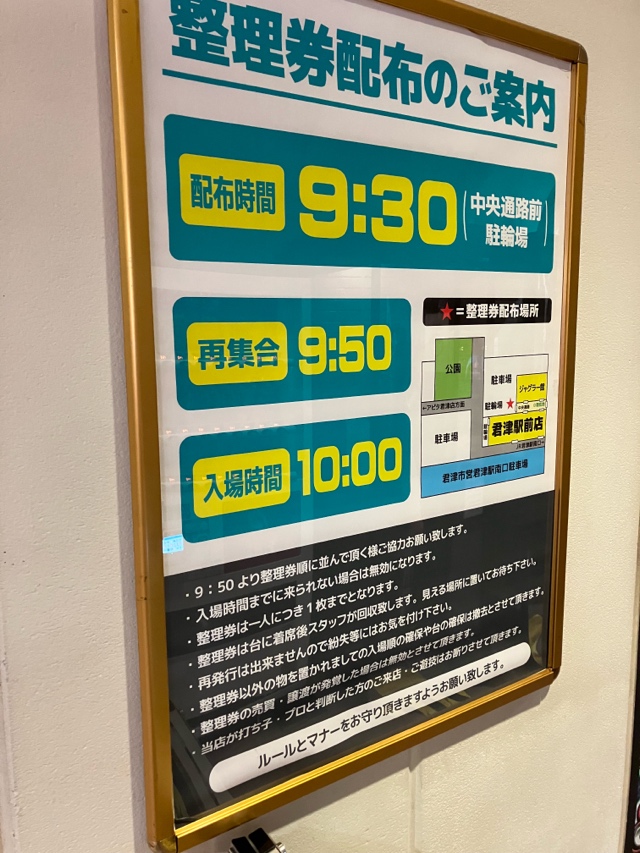 整理券配布のご案内
配布時間 9:30 (中央通路前 駐輪場)
再集合 9:50
★=整理券配布場所
入場時間 10:00
公園
駐車場
ジャグラー館
駐輪場 ★
←アピタ君津店方面
君津駅前店
駐車場
君津市営君津駅南口駐車場
・9：50より整理券順に並んで頂く様ご協力お願い致します。
・入場時間までに来られない場合は無効になります。
・整理券は一人につき1枚までとなります。
・整理券は台に着席後スタッフが回収致します。見える場所に置いてお待ち下さい。
・再発行は出来ませんので紛失等にはお気を付け下さい。
・整理券以外の物を置かれましての入場順の確保や台の確保は撤去とさせて頂きます。
・整理券の売買・譲渡が発覚した場合は無効とさせて頂きます。
・当店が打ち子・プロと判断した方のご来店・ご遊技はお断りさせて頂きます。
ルールとマナーをお守り頂きますようお願い致します。